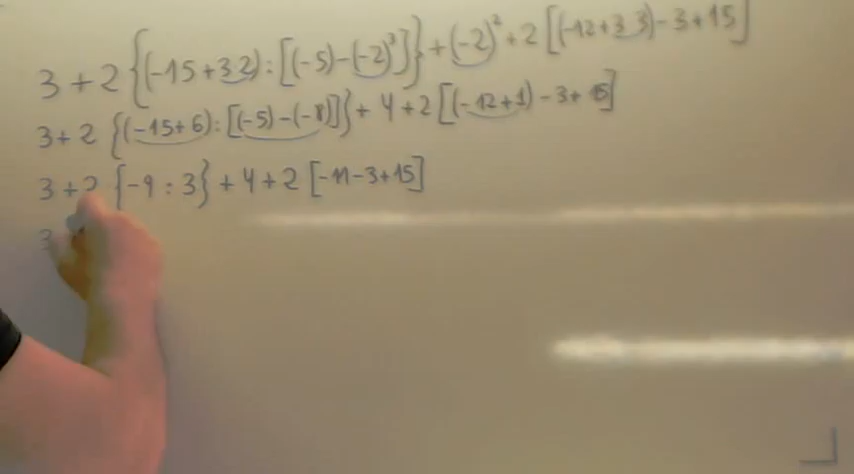 3 + 2 {(-15 + 3·2) : [(-5) - (-2)³]} + (-2)² + 2 [(-12 + 3·3) - 3 + 15]
3 + 2 {(-15 + 6) : [(-5) - (-8)]} + 4 + 2 [(-12 + 1) - 3 + 15]
3 + 2 {-9 : 3} + 4 + 2 [-11 - 3 + 15]
3